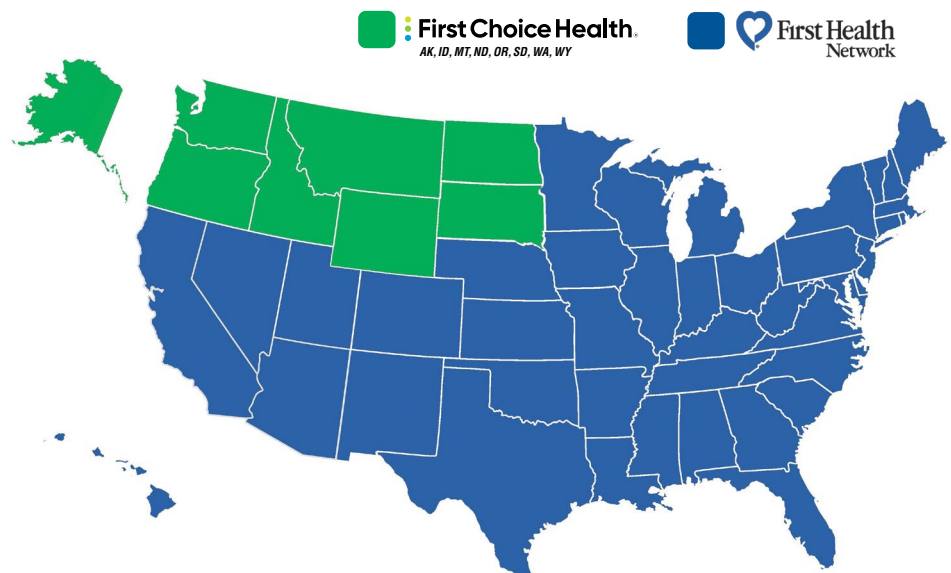 First Choice Health.
AK, ID, MT, ND, OR, SD, WA, WY
First Health
Network